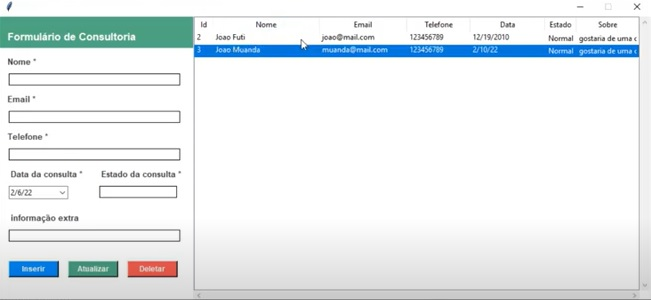 Formulário de Consultoria
Nome *
Email *
Telefone *
Data da consulta * Estado da consulta *
2/6/22
informação extra
Inserir Atualizar Deletar
Id Nome Email Telefone Data Estado Sobre
2 Joao Futi joao@mail.com 123456789 12/19/2010 Normal gostaria de uma c
3 Joao Muanda muanda@mail.com 123456789 2/10/22 Normal gostaria de uma c